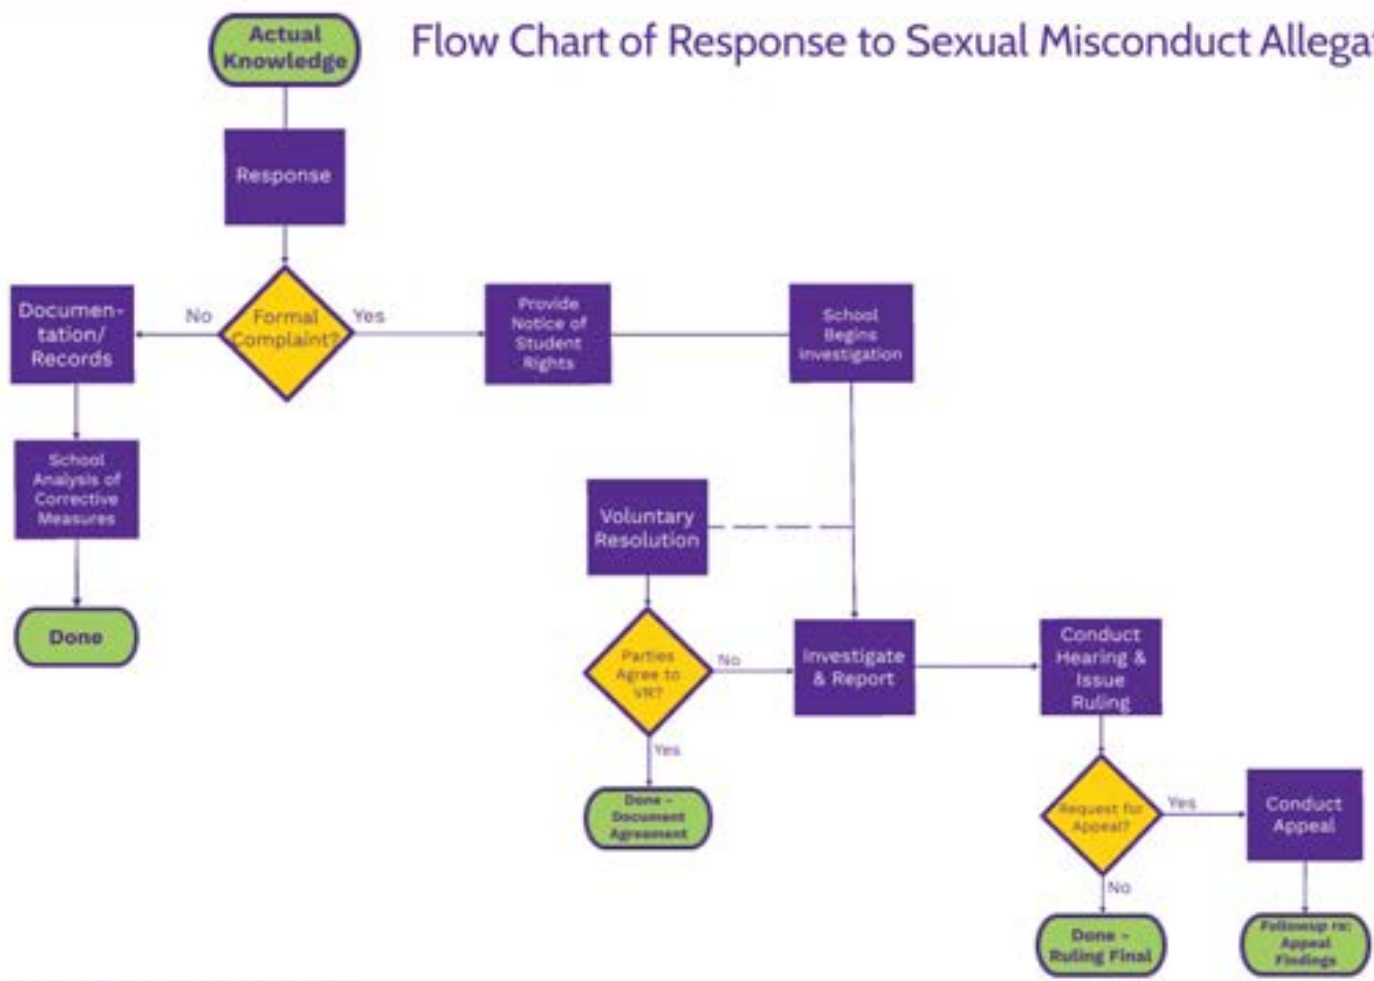 Flow Chart of Response to Sexual Misconduct Allega
Actual
Knowledge
Response
Formal
Complaint?
No
Yes
Documen-
tation/
Records
School
Analysis of
Corrective
Measures
Done
Provide
Notice of
Student
Rights
School
Begins
Investigation
Voluntary
Resolution
Parties
Agree to
VR?
No
Yes
Done -
Document
Agreement
Investigate
& Report
Conduct
Hearing &
Issue
Ruling
Request for
Appeal?
Yes
No
Conduct
Appeal
Done -
Ruling Final
Followup re:
Appeal
Findings